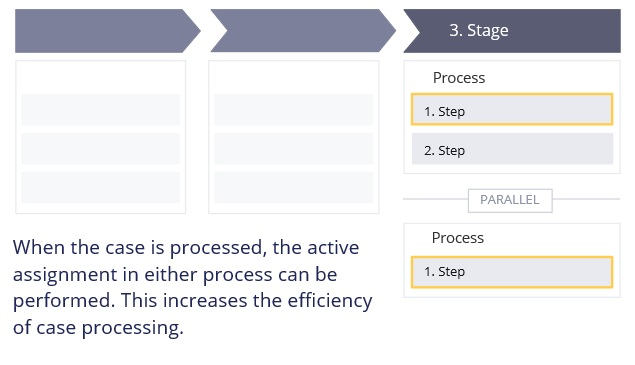 3. Stage
Process
1. Step
2. Step
PARALLEL
Process
1. Step
When the case is processed, the active
assignment in either process can be
performed. This increases the efficiency
of case processing.